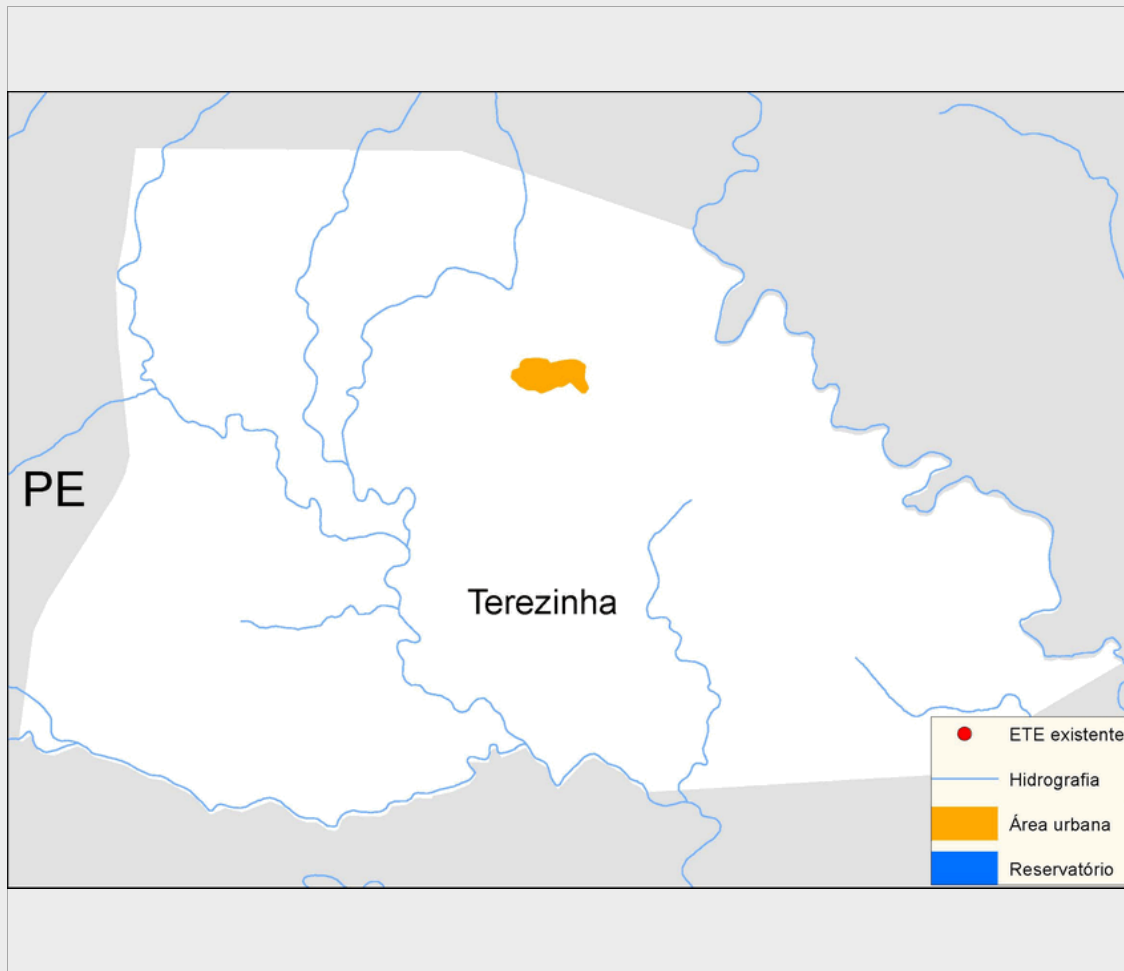 PE
Terezinha
ETE existente
Hidrografia
Área urbana
Reservatório